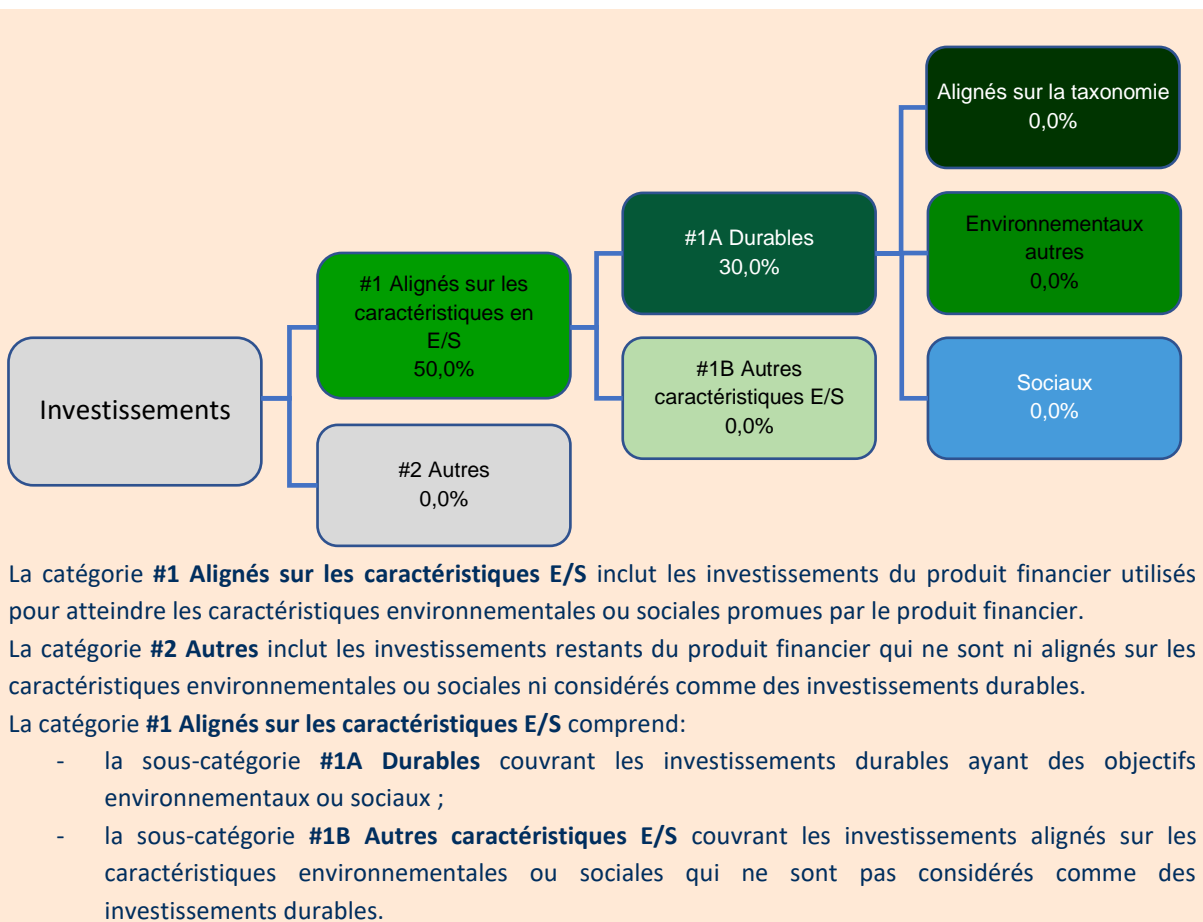 Alignés sur la taxonomie
0,0%
#1A Durables
30,0%
Environnementaux
autres
0,0%
#1 Alignés sur les
caractéristiques en
E/S
50,0%
#1B Autres
caractéristiques E/S
0,0%
Sociaux
0,0%
Investissements
#2 Autres
0,0%
La catégorie #1 Alignés sur les caractéristiques E/S inclut les investissements du produit financier utilisés
pour atteindre les caractéristiques environnementales ou sociales promues par le produit financier.
La catégorie #2 Autres inclut les investissements restants du produit financier qui ne sont ni alignés sur les
caractéristiques environnementales ou sociales ni considérés comme des investissements durables.
La catégorie #1 Alignés sur les caractéristiques E/S comprend:
- la sous-catégorie #1A Durables couvrant les investissements durables ayant des objectifs
environnementaux ou sociaux ;
- la sous-catégorie #1B Autres caractéristiques E/S couvrant les investissements alignés sur les
caractéristiques environnementales ou sociales qui ne sont pas considérés comme des
investissements durables.